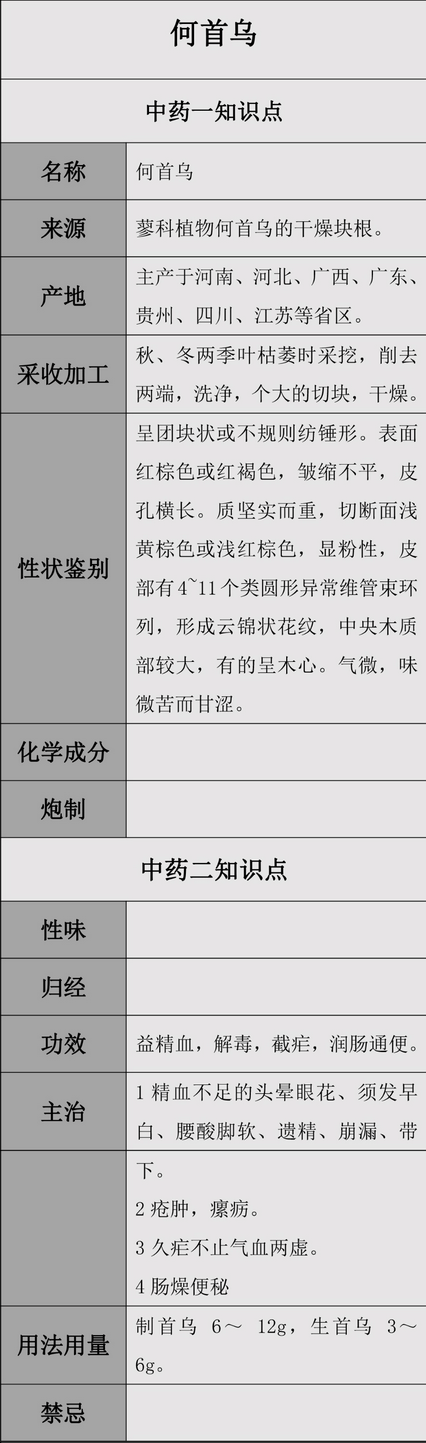 何首乌
中药一知识点
名称
何首乌
来源
蓼科植物何首乌的干燥块根。
产地
主产于河南、河北、广西、广东、
贵州、四川、江苏等省区。
采收加工
秋、冬两季叶枯萎时采挖，削去
两端，洗净，个大的切块，干燥。
性状鉴别
呈团块状或不规则纺锤形。表面
红棕色或红褐色，皱缩不平，皮
孔横长。质坚实而重，切断面浅
黄棕色或浅红棕色，显粉性，皮
部有4~11个类圆形异常维管束环
列，形成云锦状花纹，中央木质
部较大，有的呈木心。气微，味
微苦而甘涩。
化学成分
炮制
中药二知识点
性味
归经
功效
益精血，解毒，截疟，润肠通便。
主治
1 精血不足的头晕眼花、须发早
白、腰酸脚软、遗精、崩漏、带
下。
2 疮肿，瘰疬。
3 久疟不止气血两虚。
4 肠燥便秘
用法用量
制首乌 6～ 12g，生首乌 3～
6g。
禁忌